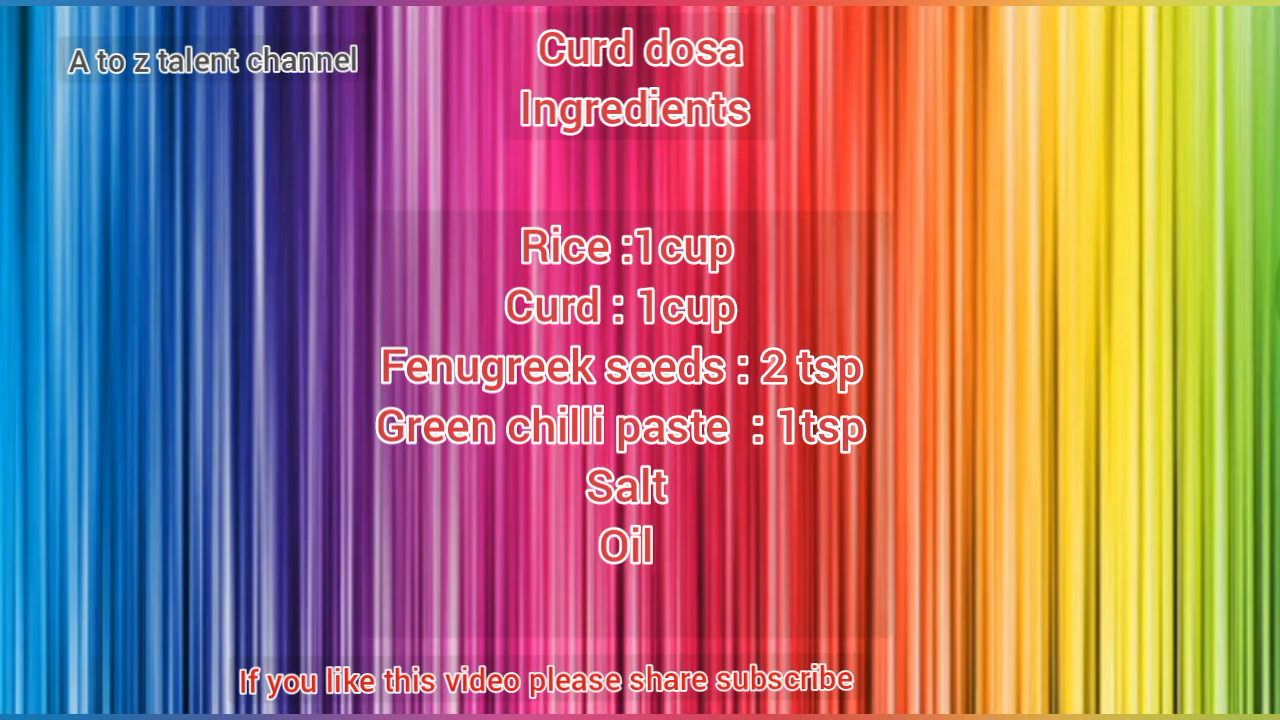 A to z talent channel
Curd dosa
Ingredients
Rice :1cup
Curd : 1cup
Fenugreek seeds : 2 tsp
Green chilli paste  : 1tsp
Salt
Oil
If you like this video please share subscribe